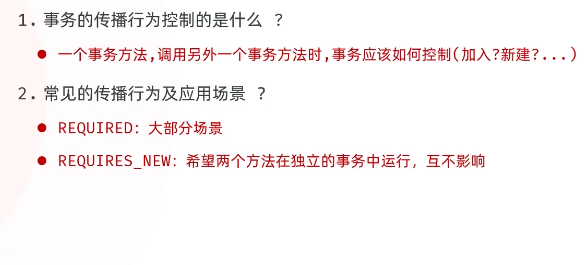 1. 事务的传播行为控制的是什么 ?
● 一个事务方法,调用另外一个事务方法时,事务应该如何控制(加入?新建?...)
2. 常见的传播行为及应用场景 ?
● REQUIRED: 大部分场景
● REQUIRES_NEW: 希望两个方法在独立的事务中运行, 互不影响